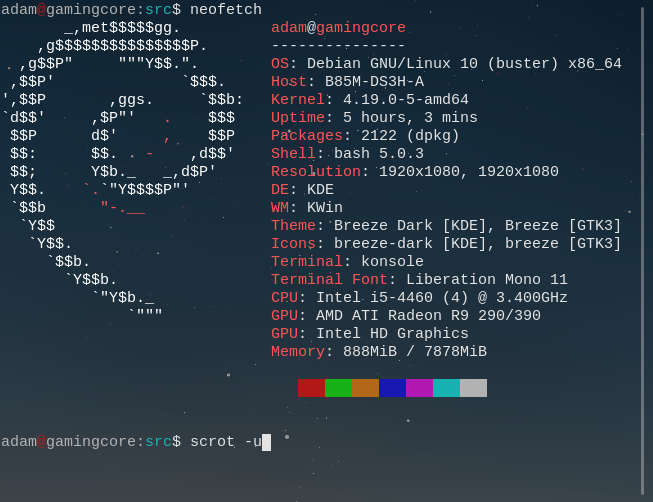 adam@gamingcore:src$ neofetch
       _,met$$$$$gg.          adam@gamingcore
    ,g$$$$$$$$$$$$$$$P.       ---------------
  ,g$$P"     """Y$$.".        OS: Debian GNU/Linux 10 (buster) x86_64
 ,$$P'              `$$$.     Host: B85M-DS3H-A
',$$P       ,ggs.     `$$b:   Kernel: 4.19.0-5-amd64
`d$$'     ,$P"'   .    $$$    Uptime: 5 hours, 3 mins
 $$P      d$'     ,    $$P    Packages: 2122 (dpkg)
 $$:      $$.   -    ,d$$'    Shell: bash 5.0.3
 $$;      Y$b._   _,d$P'      Resolution: 1920x1080, 1920x1080
 Y$$.    `.`"Y$$$$P"'         DE: KDE
 `$$b      "-.__              WM: KWin
  `Y$$                        Theme: Breeze Dark [KDE], Breeze [GTK3]
   `Y$$.                      Icons: breeze-dark [KDE], breeze [GTK3]
     `$$b.                    Terminal: konsole
       `Y$$b.                 Terminal Font: Liberation Mono 11
          `"Y$b._             CPU: Intel i5-4460 (4) @ 3.400GHz
              `"""            GPU: AMD ATI Radeon R9 290/390
                              GPU: Intel HD Graphics
                              Memory: 888MiB / 7878MiB
adam@gamingcore:src$ scrot -u